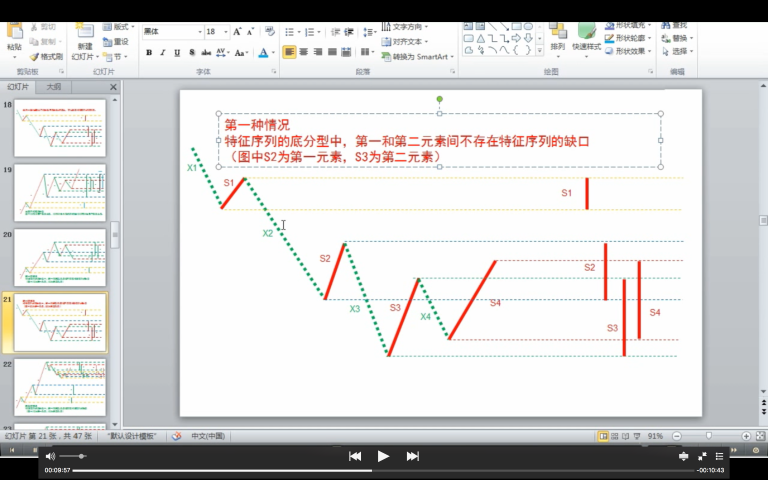 粘贴
剪切
复制
格式刷
剪贴板
新建
幻灯片
版式
重设
节
幻灯片
黑体
18
B I U S abc AV Aa A
字体
文字方向
对齐文本
转换为 SmartArt
段落
排列
快速样式
形状填充
形状轮廓
形状效果
绘图
查找
替换
选择
编辑
幻灯片
大纲
18
19
20
21
22
第一种情况
特征序列的底分型中，第一和第二元素间不存在特征序列的缺口
（图中S2为第一元素，S3为第二元素）
X1
S1
X2
S2
X3
S3
X4
S4
S1
S2
S3
S4
幻灯片 第 21 张，共 47 张
"默认设计模板"
中文(中国)
91%
00:09:57
-00:10:43